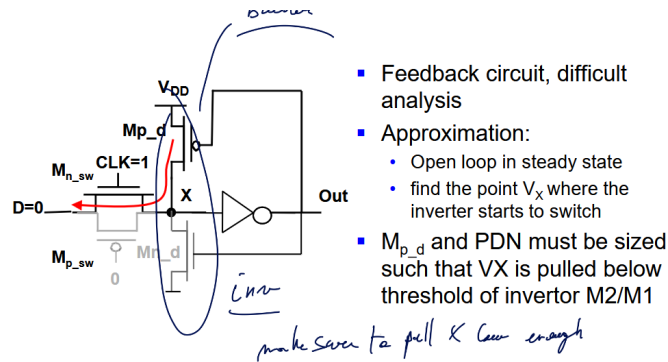 VDD
Mp_d
Mn_sw
CLK=1
X
Out
D=0
Mn_d
Mp_sw
0
inv
▪ Feedback circuit, difficult
analysis
▪ Approximation:
• Open loop in steady state
• find the point VX where the
inverter starts to switch
▪ Mp_d and PDN must be sized
such that VX is pulled below
threshold of invertor M2/M1
make sure to pull X low enough